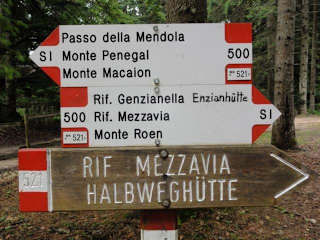 Passo della Mendola
SI Monte Penegal 500
Monte Macaion 521
Rif. Genzianella Enzianhütte
500 Rif. Mezzavia SI
521 Monte Roen
521 RIF MEZZAVIA
HALBWEGHÜTTE